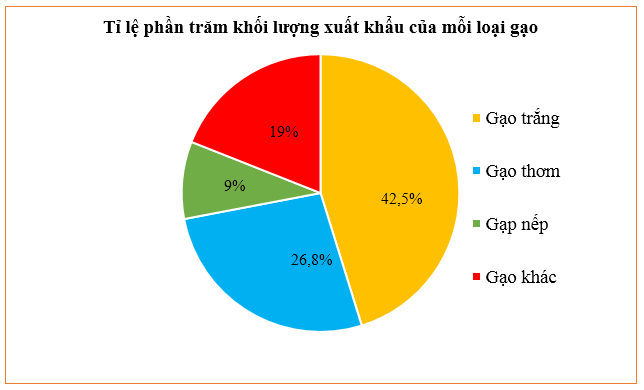 Tỉ lệ phần trăm khối lượng xuất khẩu của mỗi loại gạo
19%
9%
42,5%
26,8%
Gạo trắng
Gạo thơm
Gạp nếp
Gạo khác